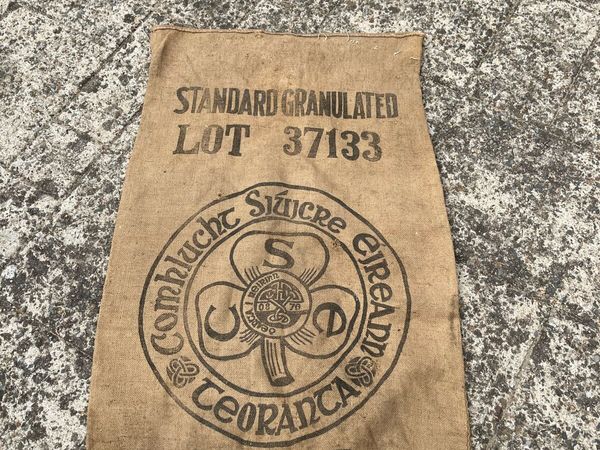 STANDARD GRANULATED
LOT 37133
Comhlucht Siúicre Éireann
Teoranta
C S e